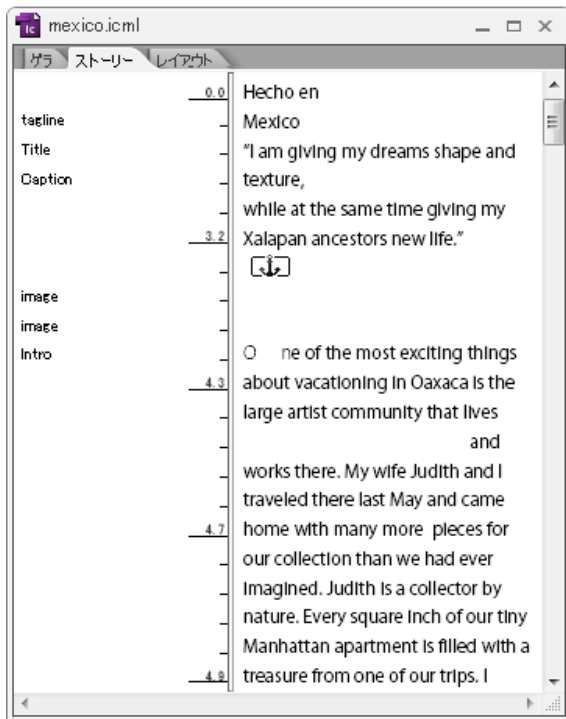 Ic mexico.icml
ゲラ ストーリー レイアウト
0.0 Hecho en
tagline Mexico
Title “I am giving my dreams shape and
Caption texture,
while at the same time giving my
3.2 Xalapan ancestors new life.”
image
image
Intro O ne of the most exciting things
4.3 about vacationing in Oaxaca is the
large artist community that lives
and
works there. My wife Judith and I
traveled there last May and came
4.7 home with many more pieces for
our collection than we had ever
imagined. Judith is a collector by
nature. Every square inch of our tiny
Manhattan apartment is filled with a
4.9 treasure from one of our trips. I